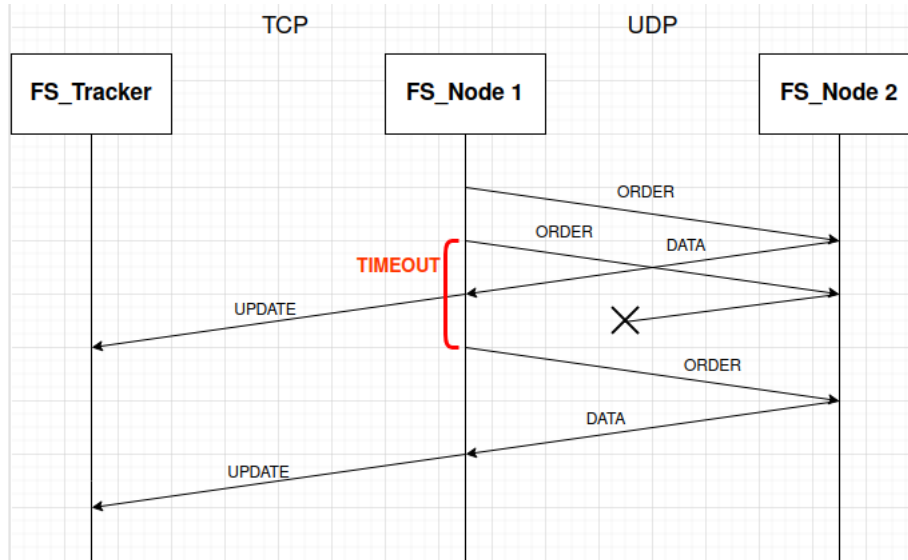 TCP
UDP
FS_Tracker
FS_Node 1
FS_Node 2
ORDER
ORDER
DATA
TIMEOUT
UPDATE
ORDER
DATA
UPDATE